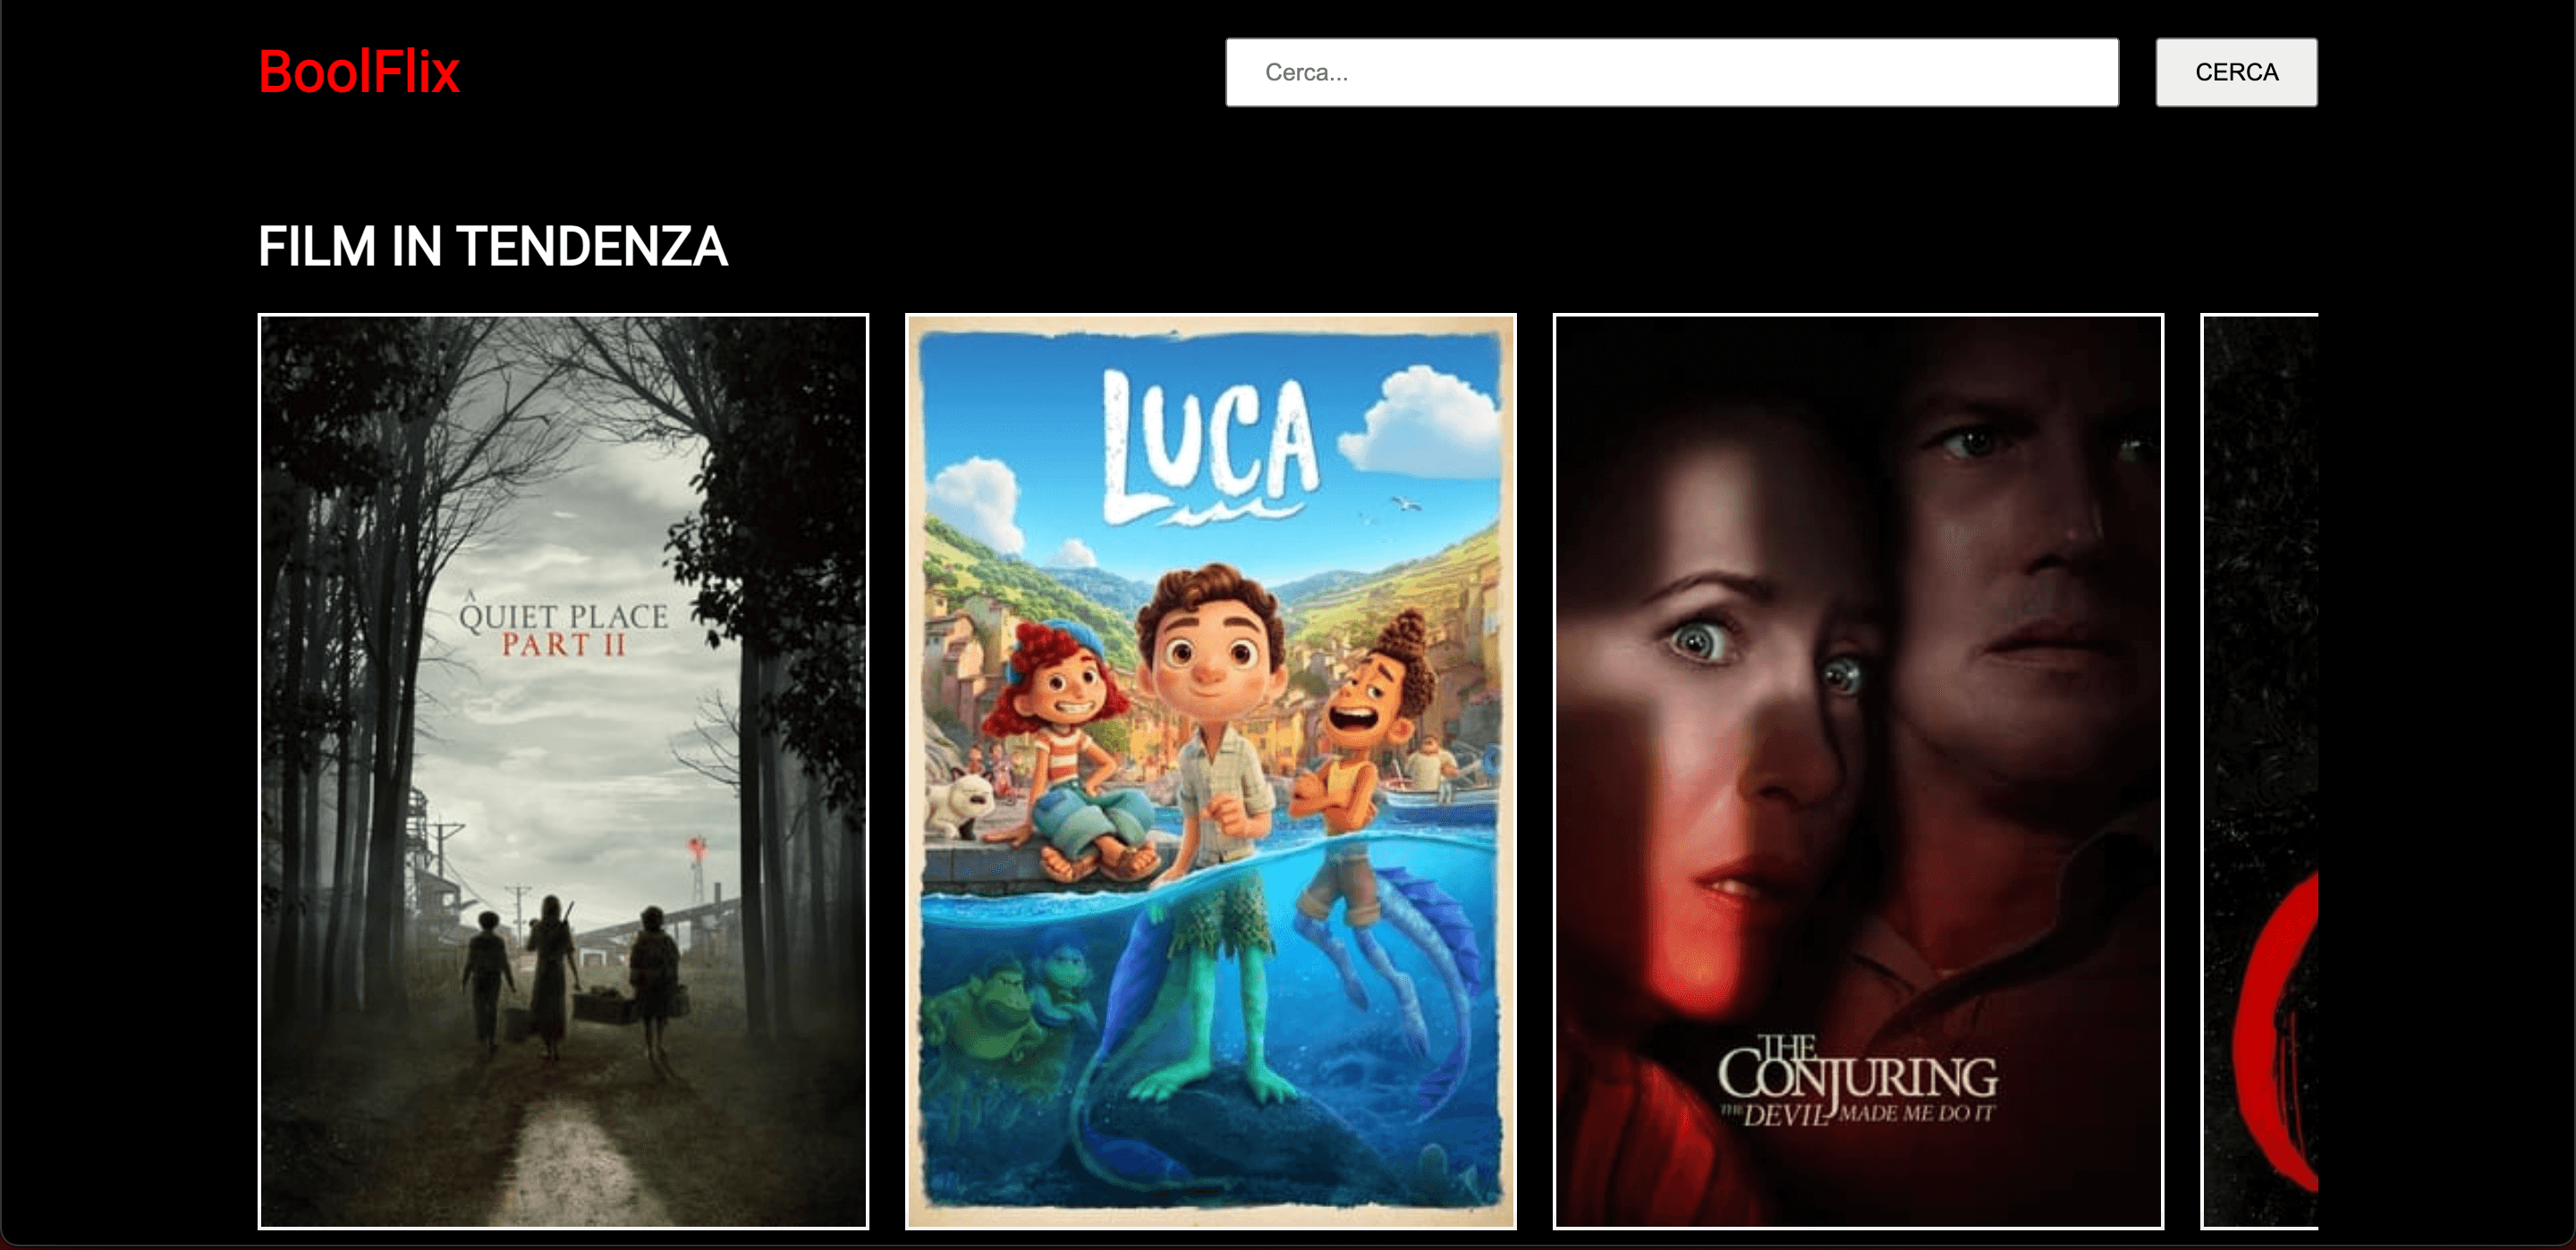 BoolFlix
Cerca...
CERCA
FILM IN TENDENZA
A
QUIET PLACE
PART II
LUCA
THE
CONJURING
THE DEVIL MADE ME DO IT